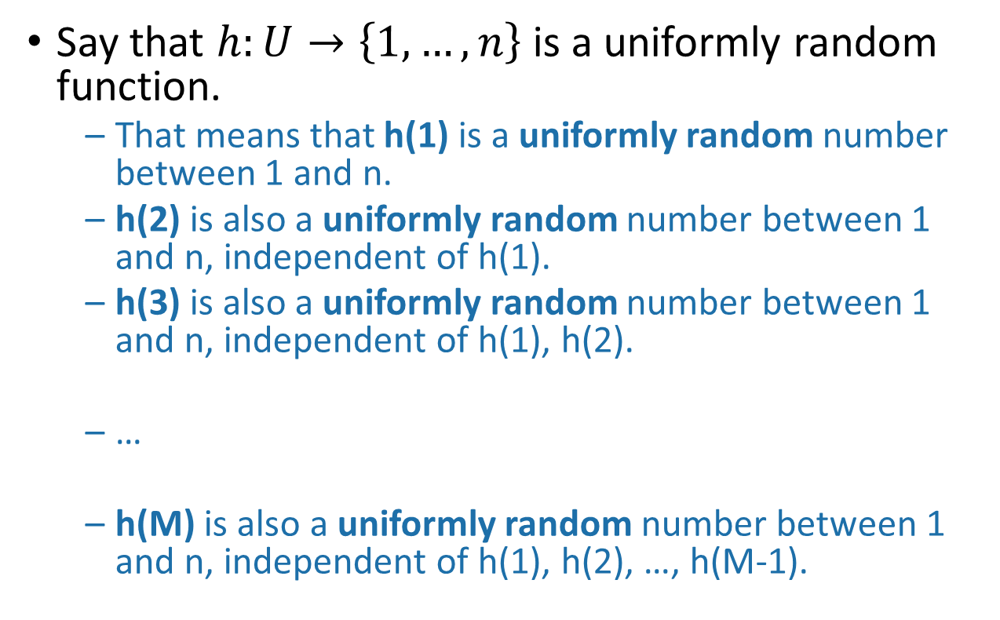 • Say that ℎ: 𝑈 → {1, … , 𝑛} is a uniformly random
function.
– That means that h(1) is a uniformly random number
between 1 and n.
– h(2) is also a uniformly random number between 1
and n, independent of h(1).
– h(3) is also a uniformly random number between 1
and n, independent of h(1), h(2).
– …
– h(M) is also a uniformly random number between 1
and n, independent of h(1), h(2), …, h(M-1).